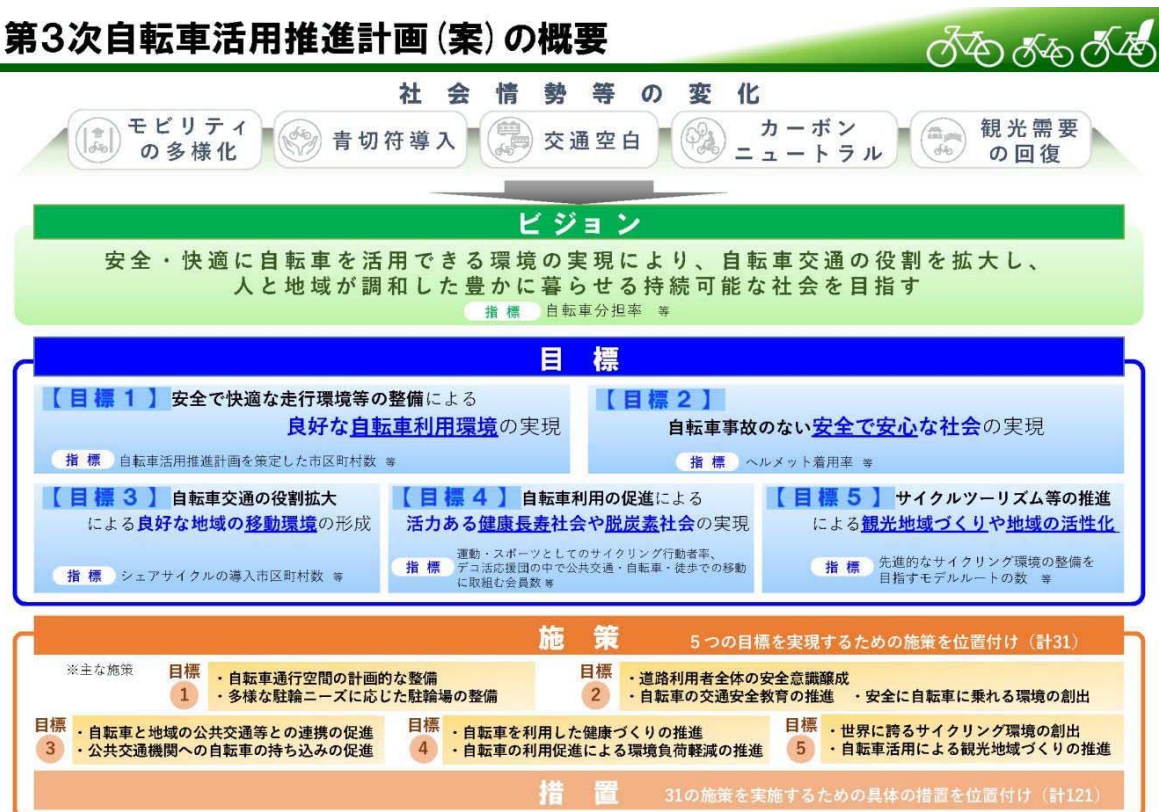 第3次自転車活用推進計画(案)の概要
社会情勢等の変化
モビリティ
の多様化
青切符導入
交通空白
カーボン
ニュートラル
観光需要
の回復
ビジョン
安全・快適に自転車を活用できる環境の実現により、自転車交通の役割を拡大し、
人と地域が調和した豊かに暮らせる持続可能な社会を目指す
指標 自転車分担率 等
目標
【目標1】安全で快適な走行環境等の整備による
良好な自転車利用環境の実現
指標 自転車活用推進計画を策定した市区町村数 等
【目標2】
自転車事故のない安全で安心な社会の実現
指標 ヘルメット着用率 等
【目標3】自転車交通の役割拡大
による良好な地域の移動環境の形成
指標 シェアサイクルの導入市区町村数 等
【目標4】自転車利用の促進による
活力ある健康長寿社会や脱炭素社会の実現
指標 運動・スポーツとしてのサイクリング行動者率、
デコ活応援団の中で公共交通・自転車・徒歩での移動
に取組む会員数 等
【目標5】サイクルツーリズム等の推進
による観光地域づくりや地域の活性化
指標 先進的なサイクリング環境の整備を
目指すモデルルートの数 等
施策 5つの目標を実現するための施策を位置付け(計31)
※主な施策
目標
1
・自転車通行空間の計画的な整備
・多様な駐輪ニーズに応じた駐輪場の整備
目標
2
・道路利用者全体の安全意識醸成
・自転車の交通安全教育の推進 ・安全に自転車に乗れる環境の創出
目標
3
・自転車と地域の公共交通等との連携の促進
・公共交通機関への自転車の持ち込みの促進
目標
4
・自転車を利用した健康づくりの推進
・自転車の利用促進による環境負荷軽減の推進
目標
5
・世界に誇るサイクリング環境の創出
・自転車活用による観光地域づくりの推進
措置 31の施策を実施するための具体の措置を位置付け(計121)